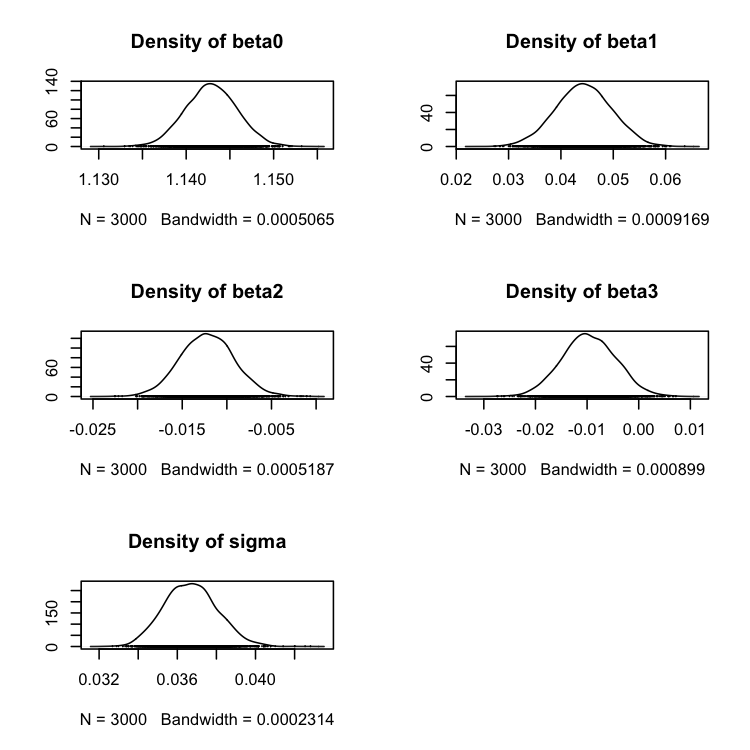 Density of beta0
140
60
0
1.130 1.140 1.150
N = 3000 Bandwidth = 0.0005065
Density of beta1
40
0
0.02 0.03 0.04 0.05 0.06
N = 3000 Bandwidth = 0.0009169
Density of beta2
60
0
-0.025 -0.015 -0.005
N = 3000 Bandwidth = 0.0005187
Density of beta3
40
0
-0.03 -0.02 -0.01 0.00 0.01
N = 3000 Bandwidth = 0.000899
Density of sigma
150
0
0.032 0.036 0.040
N = 3000 Bandwidth = 0.0002314